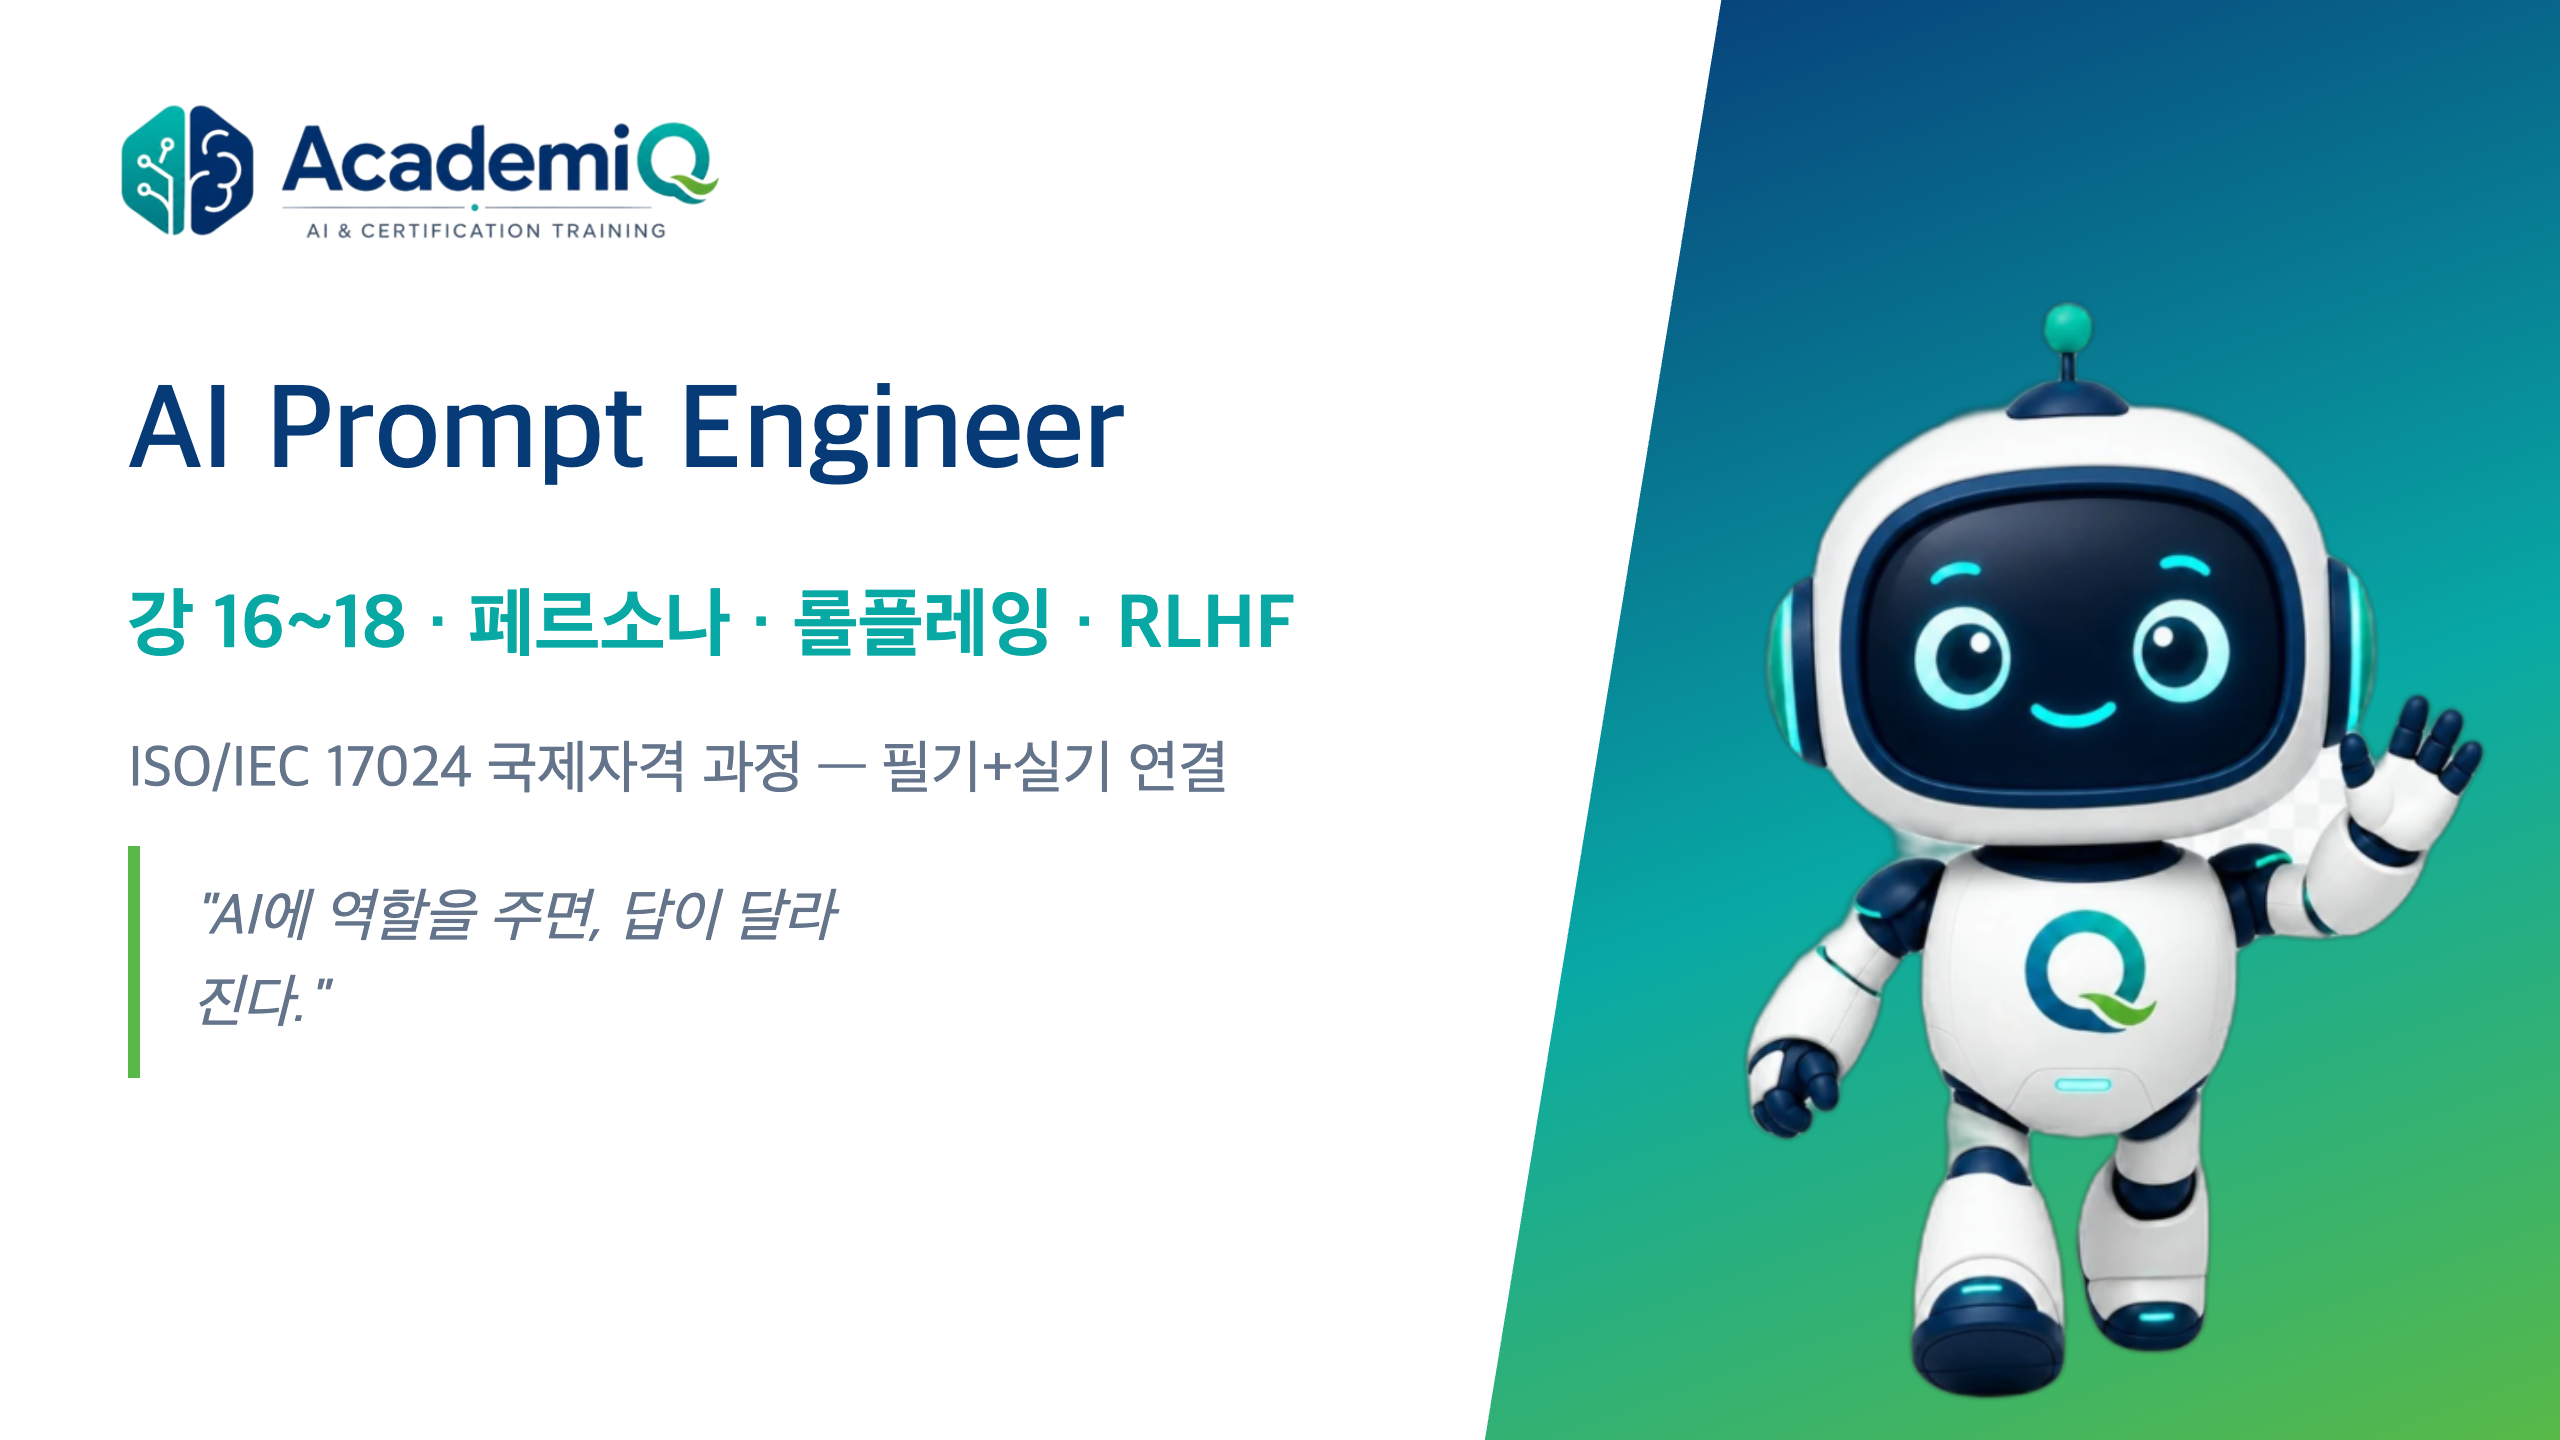 AcademiQ
AI & CERTIFICATION TRAINING
AI Prompt Engineer
강 16~18 · 페르소나 · 롤플레잉 · RLHF
ISO/IEC 17024 국제자격 과정 — 필기+실기 연결
"AI에 역할을 주면, 답이 달라
진다."
Q